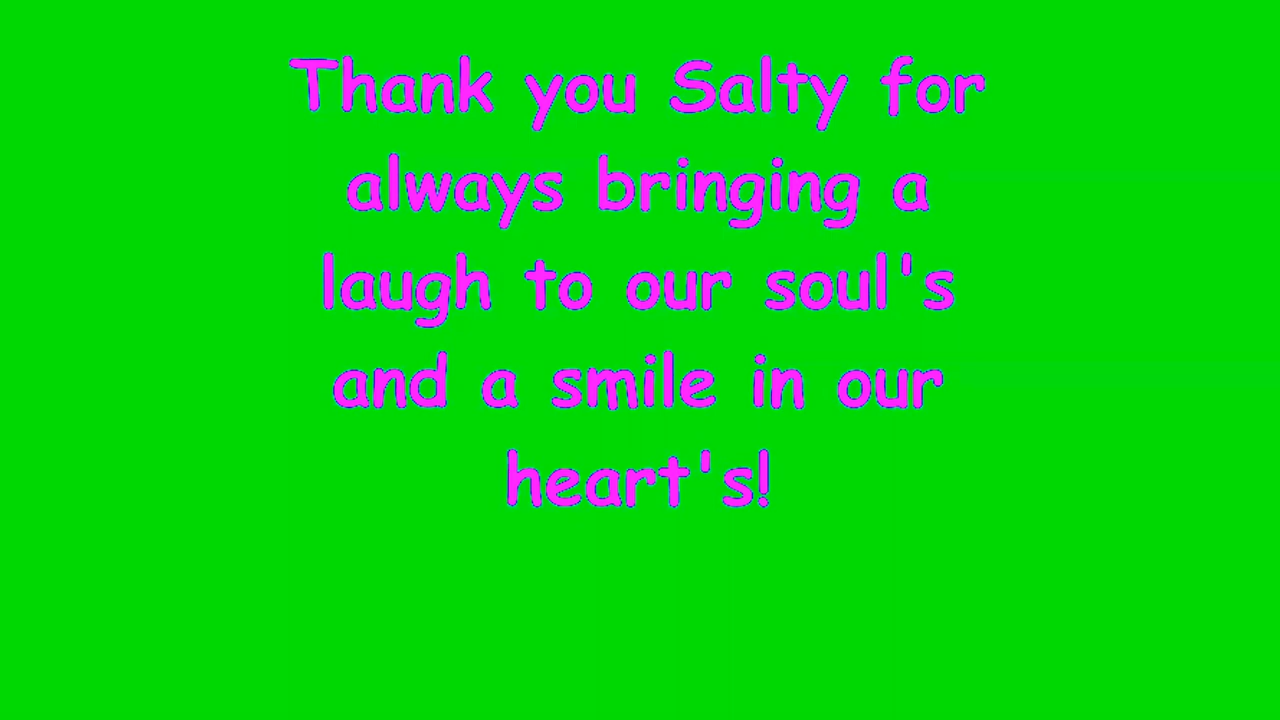 Thank you Salty for
always bringing a
laugh to our soul's
and a smile in our
heart's!